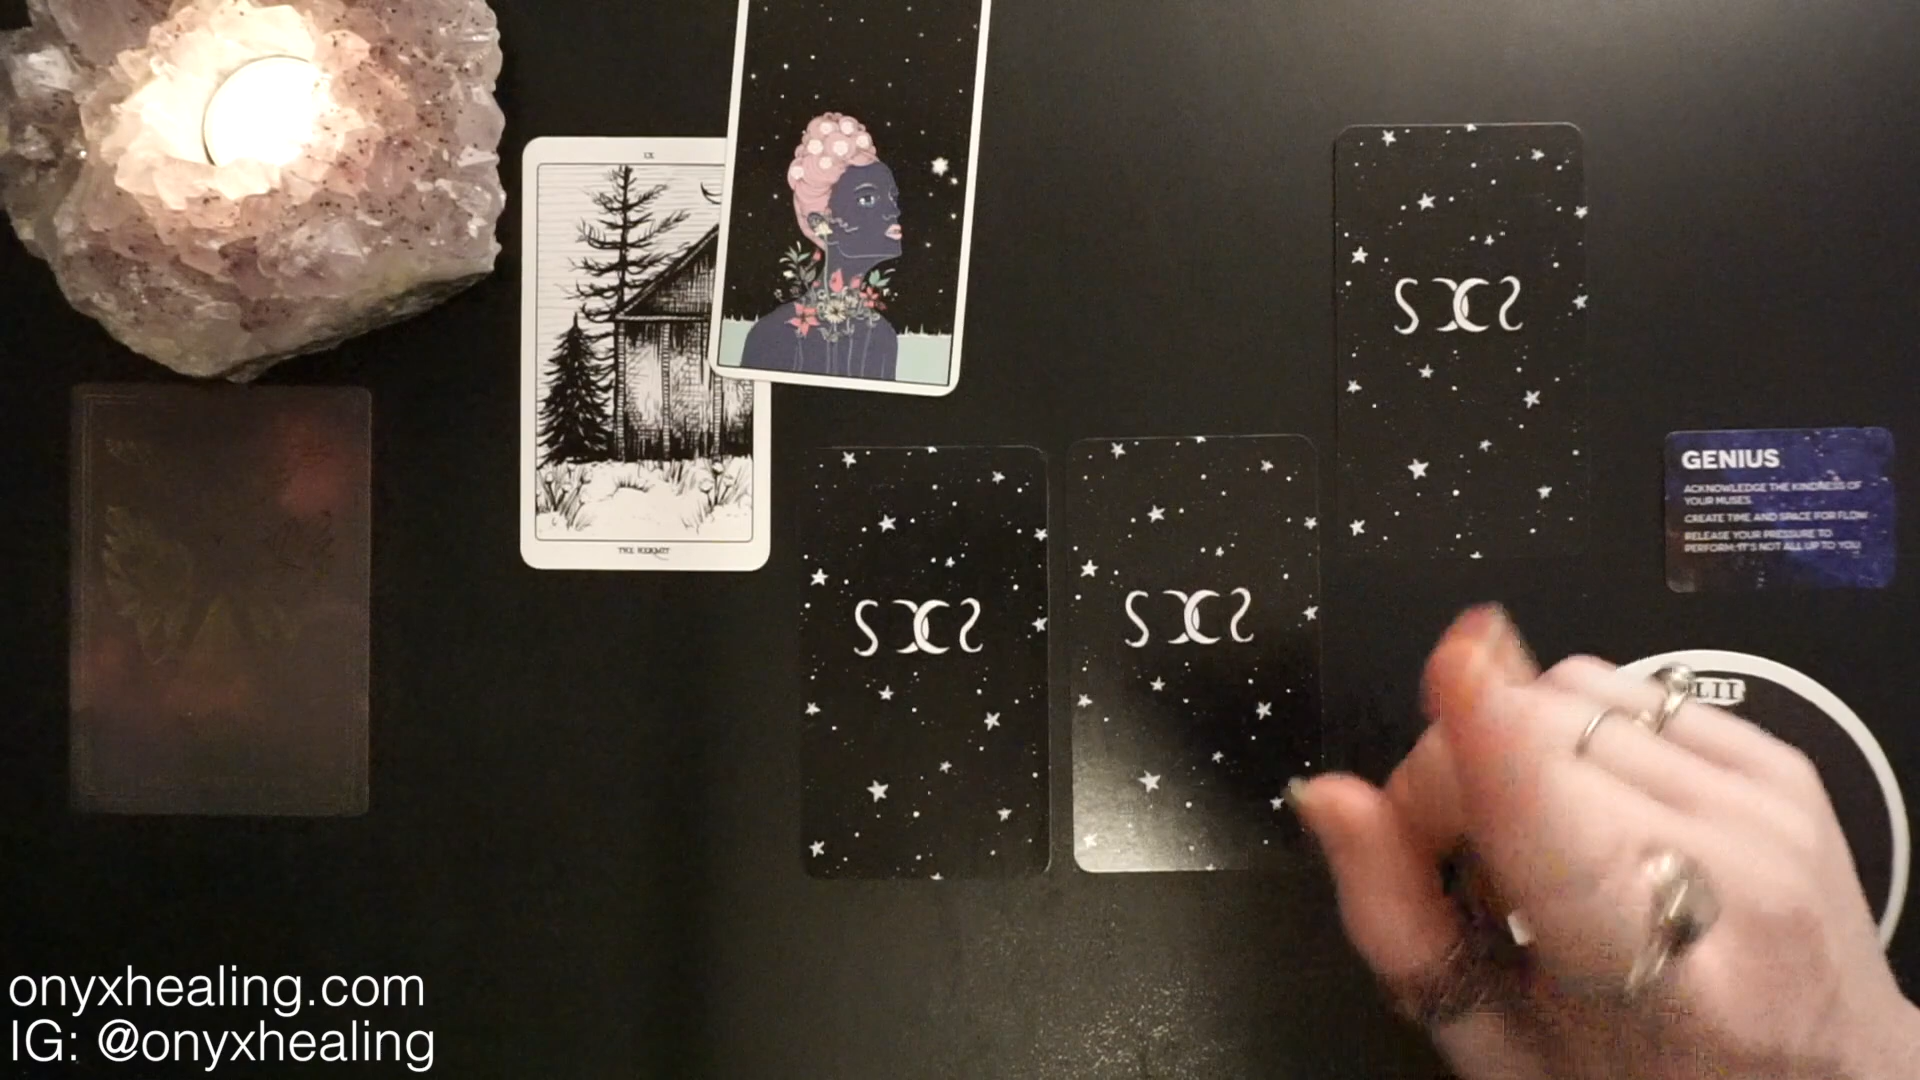 IX
THE HERMIT
GENIUS
ACKNOWLEDGE THE KINDNESS OF
YOUR MUSES.
CREATE TIME AND SPACE FOR FLOW.
RELEASE YOUR PRESSURE TO
PERFORM: IT'S NOT ALL UP TO YOU.
LII
onyxhealing.com
IG: @onyxhealing